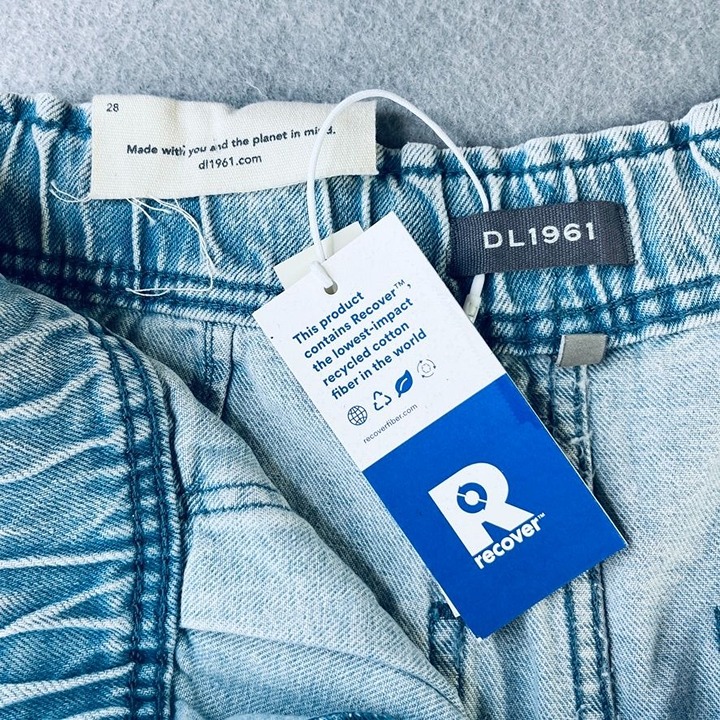 28
Made with you and the planet in mind.
dl1961.com
DL1961
This product
contains Recover™,
the lowest-impact
recycled cotton
fiber in the world
recoverfiber.com
R
recover™